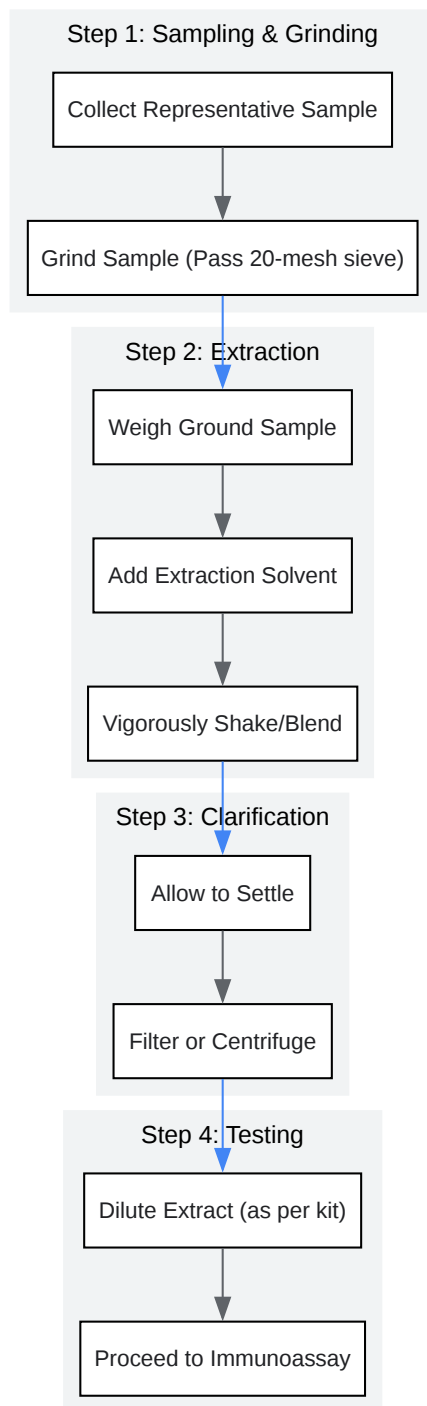 Step 1: Sampling & Grinding
Collect Representative Sample
Grind Sample (Pass 20-mesh sieve)
Step 2: Extraction
Weigh Ground Sample
Add Extraction Solvent
Vigorously Shake/Blend
Step 3: Clarification
Allow to Settle
Filter or Centrifuge
Step 4: Testing
Dilute Extract (as per kit)
Proceed to Immunoassay